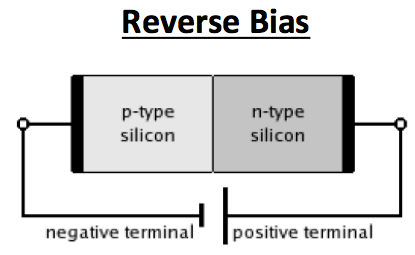 Reverse Bias
p-type
silicon
n-type
silicon
negative terminal
positive terminal